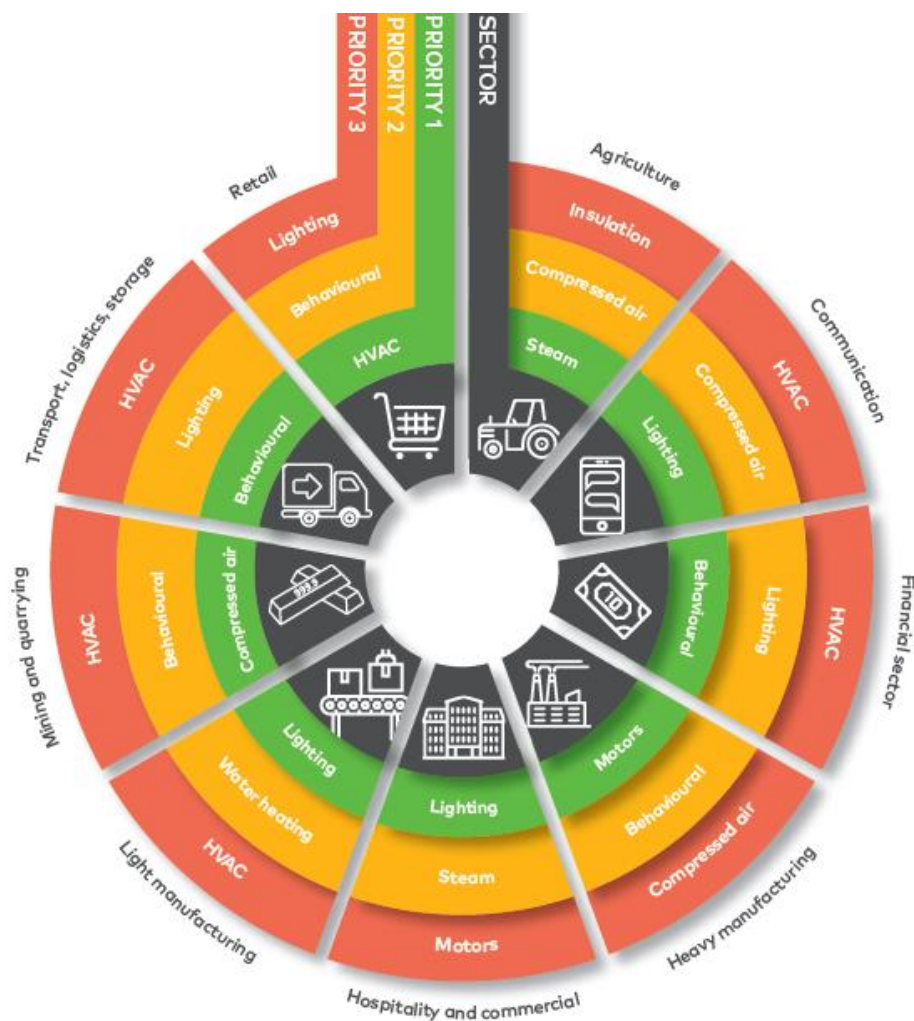 PRIORITY 3
PRIORITY 2
PRIORITY 1
SECTOR
Agriculture
Insulation
Compressed air
Steam
Communication
HVAC
Compressed air
Lighting
Financial sector
HVAC
Lighting
Behavioural
10
Heavy manufacturing
Compressed air
Behavioural
Motors
Hospitality and commercial
Motors
Steam
Lighting
Light manufacturing
HVAC
Water heating
Lighting
Mining and quarrying
HVAC
Behavioural
Compressed air
999.9
Transport, logistics, storage
HVAC
Lighting
Behavioural
Retail
Lighting
Behavioural
HVAC